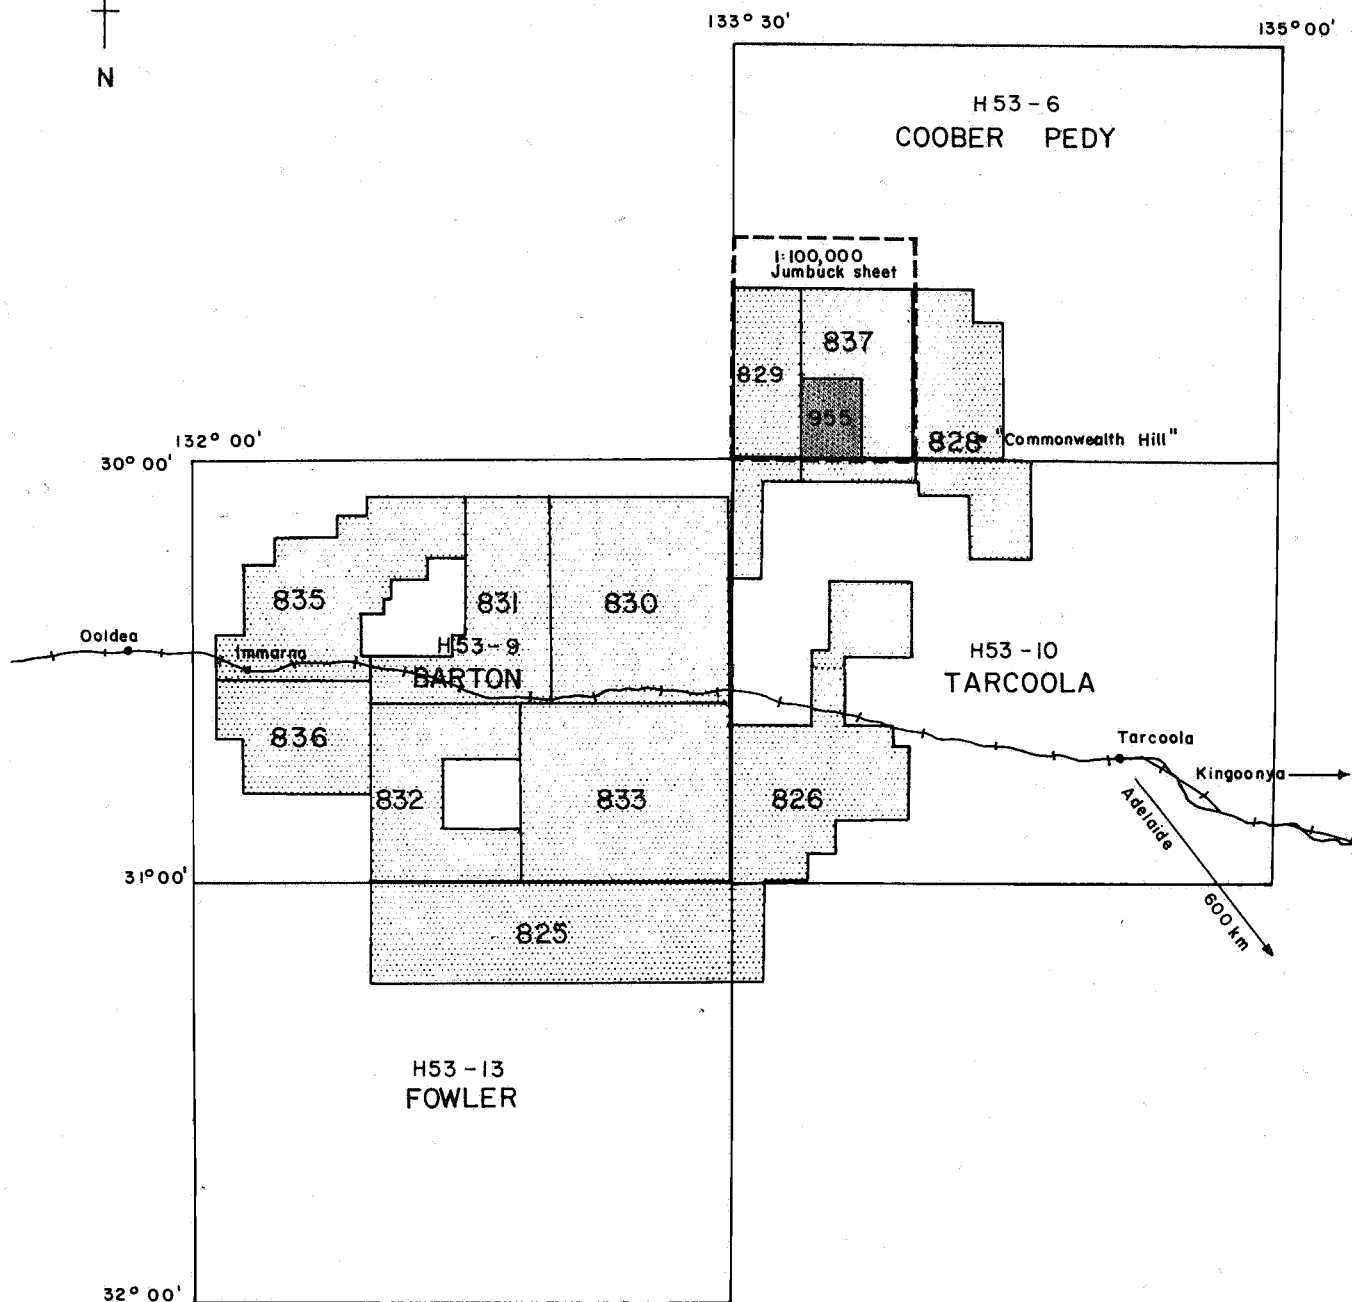 133° 30'
135° 00'
N
H53-6
COOBER PEDY
1:100,000
Jumbuck sheet
837
829
955
828
"Commonwealth Hill"
132° 00'
30° 00'
835
831
830
Ooldea
Immarna
H53-9
BARTON
H53-10
TARCOOLA
836
Tarcoola
Kingoonya
832
833
826
Adelaide
600 km
31° 00'
825
H53-13
FOWLER
32° 00'